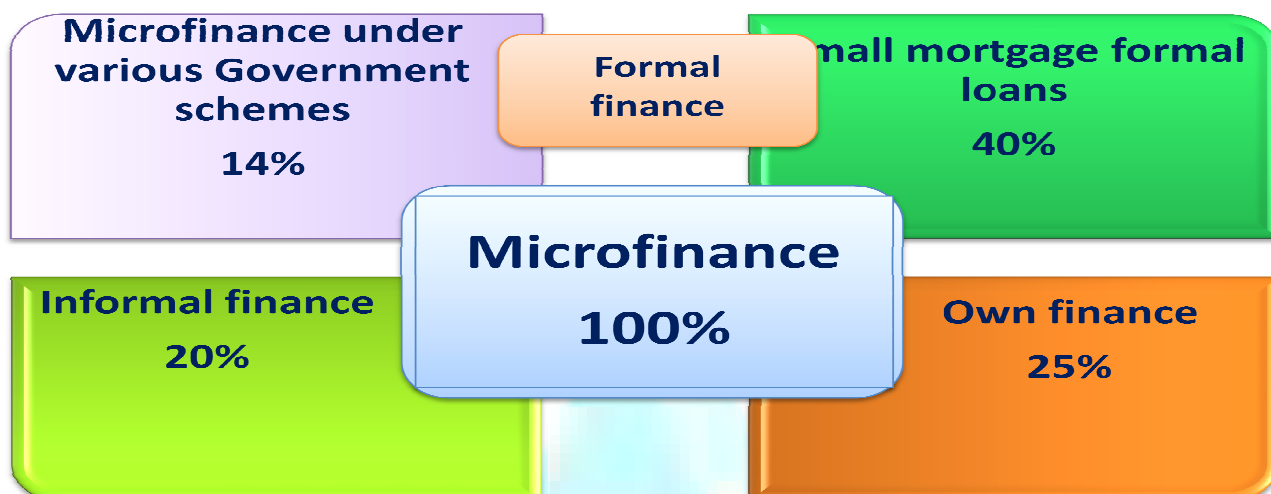 Microfinance under
various Government
schemes
14%
Formal
finance
mall mortgage formal
loans
40%
Microfinance
100%
Informal finance
20%
Own finance
25%